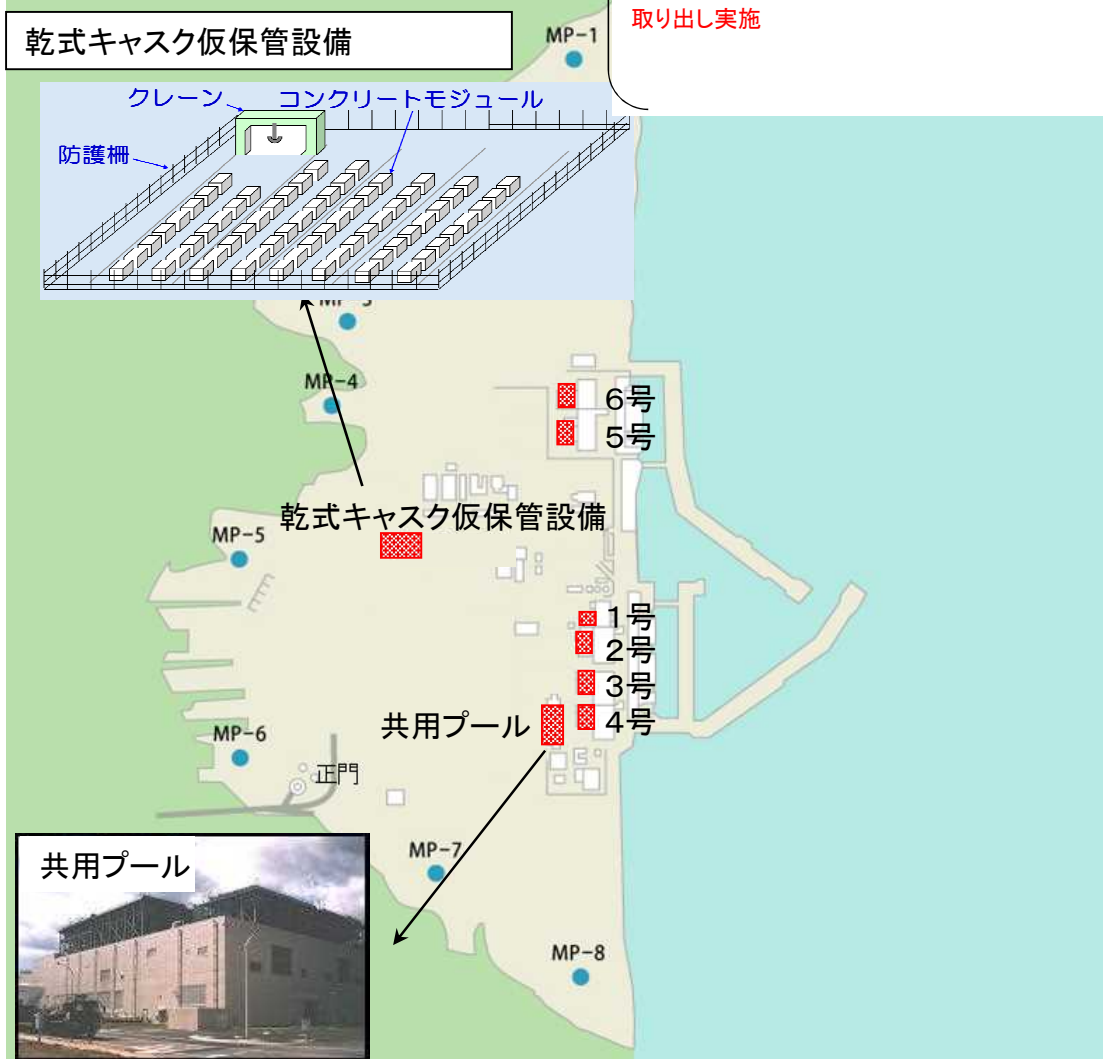 取り出し実施
乾式キャスク仮保管設備
MP-1
クレーン
コンクリートモジュール
防護柵
MP-4
6号
5号
乾式キャスク仮保管設備
MP-5
1号
2号
3号
共用プール
4号
MP-6
正門
共用プール
MP-7
MP-8